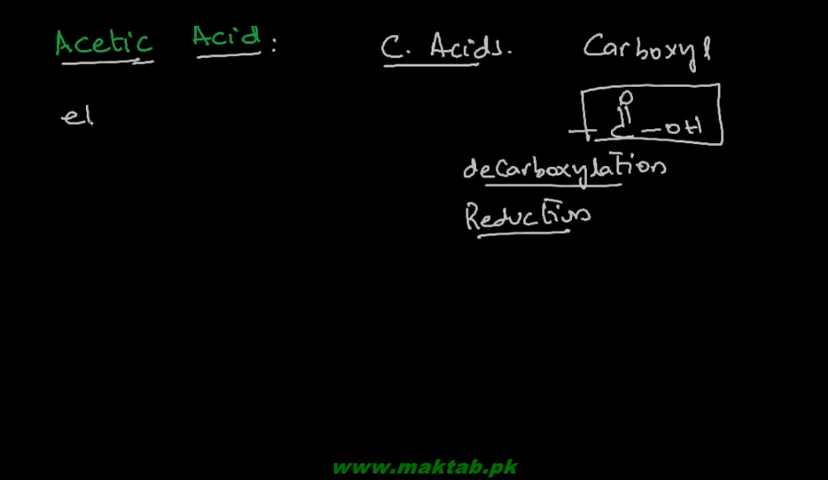 Acetic Acid: C. Acids. Carboxyl
el
O
C-OH
decarboxylation
Reduction
www.maktab.pk